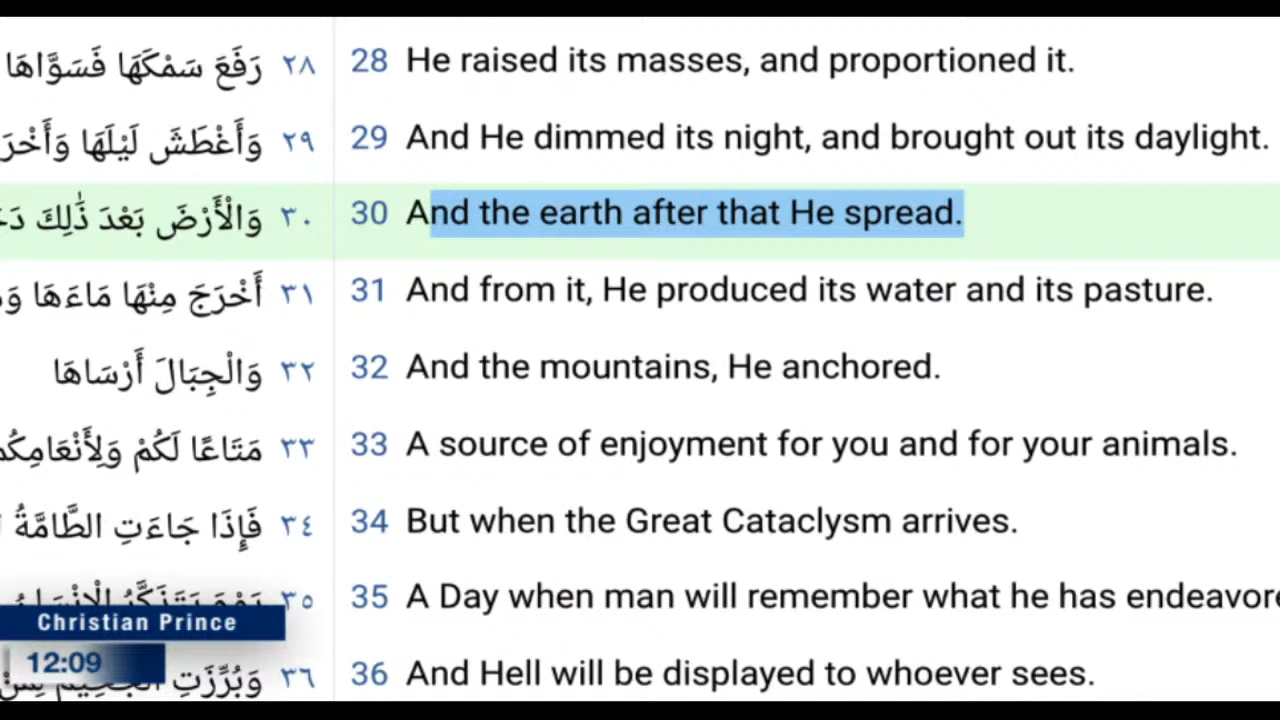 رَفَعَ سَمْكَهَا فَسَوَّاهَا ٢٨
28 He raised its masses, and proportioned it.
وَأَغْطَشَ لَيْلَهَا ٢٩
29 And He dimmed its night, and brought out its daylight.
وَالْأَرْضَ بَعْدَ ذَٰلِكَ ٣٠
30 And the earth after that He spread.
أَخْرَجَ مِنْهَا مَاءَهَا ٣١
31 And from it, He produced its water and its pasture.
وَالْجِبَالَ أَرْسَاهَا ٣٢
32 And the mountains, He anchored.
مَتَاعًا لَكُمْ ٣٣
33 A source of enjoyment for you and for your animals.
فَإِذَا جَاءَتِ الطَّامَّةُ ٣٤
34 But when the Great Cataclysm arrives.
٣٥
35 A Day when man will remember what he has
وَبُرِّزَتِ ٣٦
36 And Hell will be displayed to whoever sees.
Christian Prince
12:09